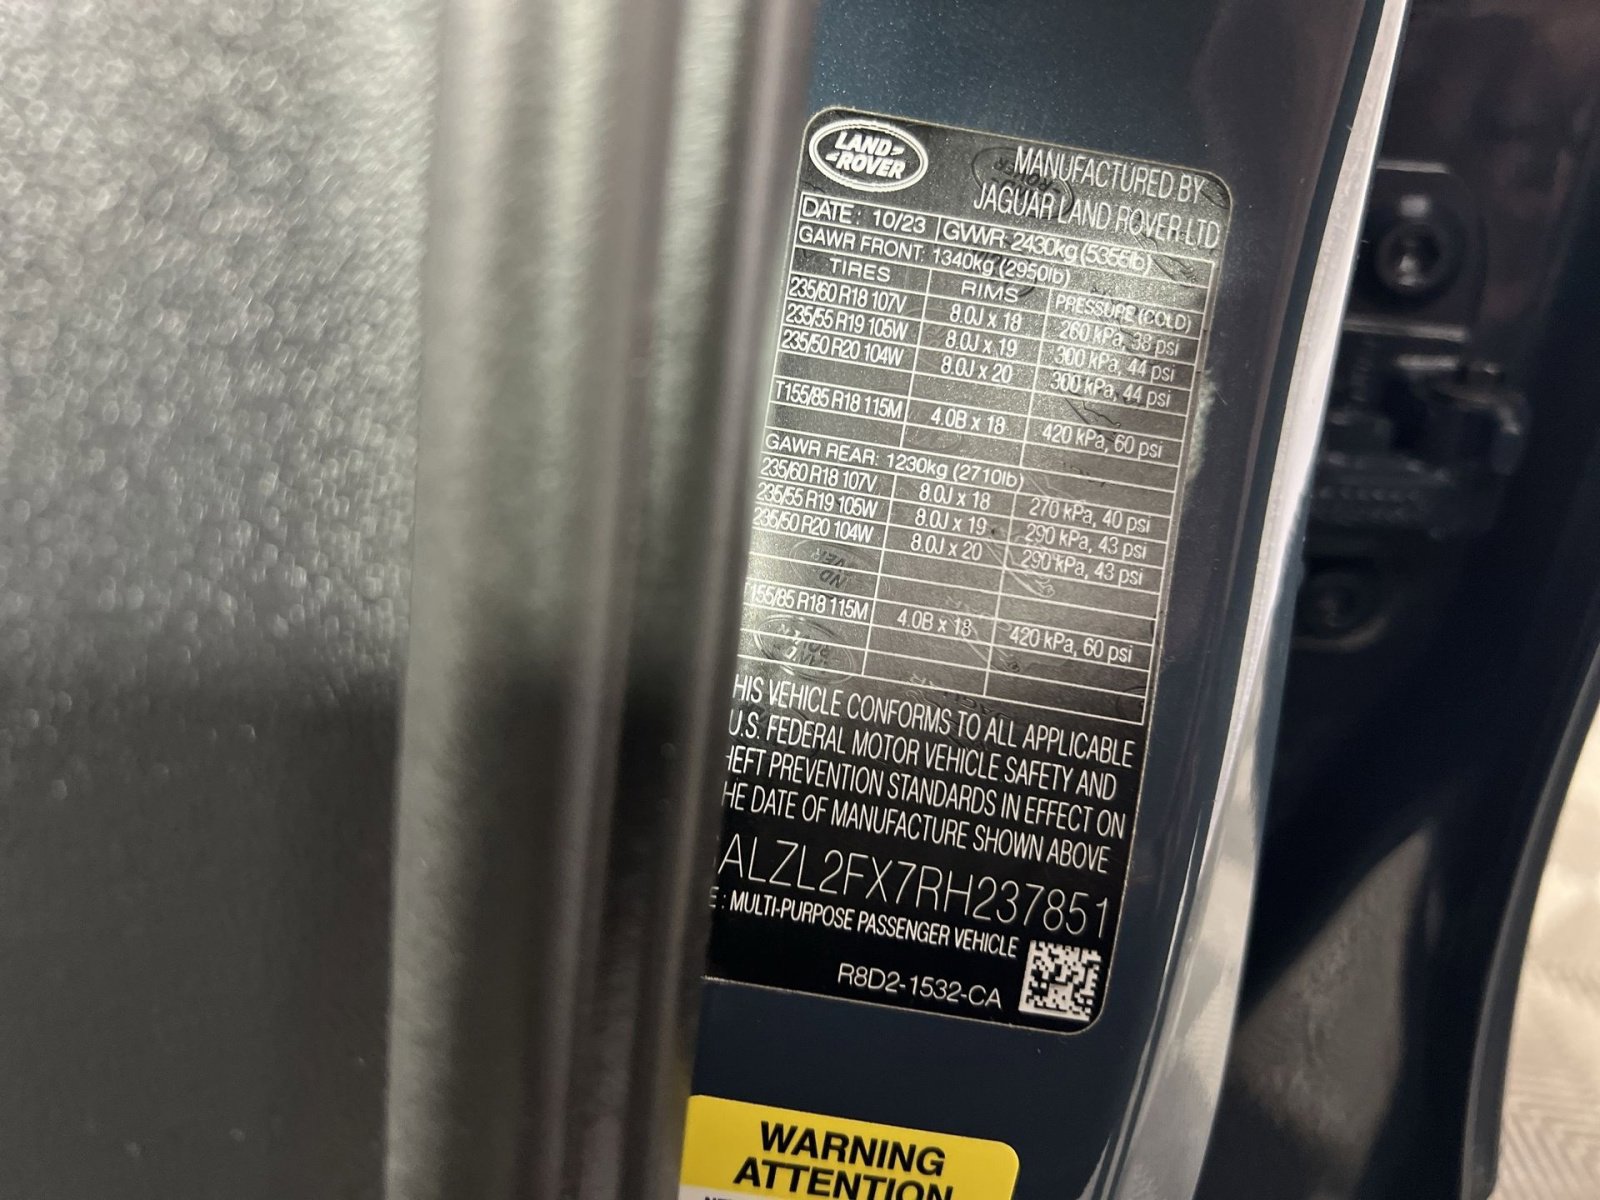 LAND ROVER
MANUFACTURED BY
JAGUAR LAND ROVER LTD
DATE: 10/23 GVWR: 2430kg (5355lb)
GAWR FRONT: 1340kg (2950lb)
TIRES RIMS PRESSURE (COLD)
235/60 R18 107V 8.0J x 18 260 kPa, 38 psi
235/55 R19 105W 8.0J x 19 300 kPa, 44 psi
235/50 R20 104W 8.0J x 20 300 kPa, 44 psi
T155/85 R18 115M 4.0B x 18 420 kPa, 60 psi
GAWR REAR: 1230kg (2710lb)
235/60 R18 107V 8.0J x 18 270 kPa, 40 psi
235/55 R19 105W 8.0J x 19 290 kPa, 43 psi
235/50 R20 104W 8.0J x 20 290 kPa, 43 psi
155/85 R18 115M 4.0B x 18 420 kPa, 60 psi
HIS VEHICLE CONFORMS TO ALL APPLICABLE
U.S. FEDERAL MOTOR VEHICLE SAFETY AND
HEFT PREVENTION STANDARDS IN EFFECT ON
HE DATE OF MANUFACTURE SHOWN ABOVE
ALZL2FX7RH237851
E : MULTI-PURPOSE PASSENGER VEHICLE
R8D2-1532-CA
WARNING
ATTENTION